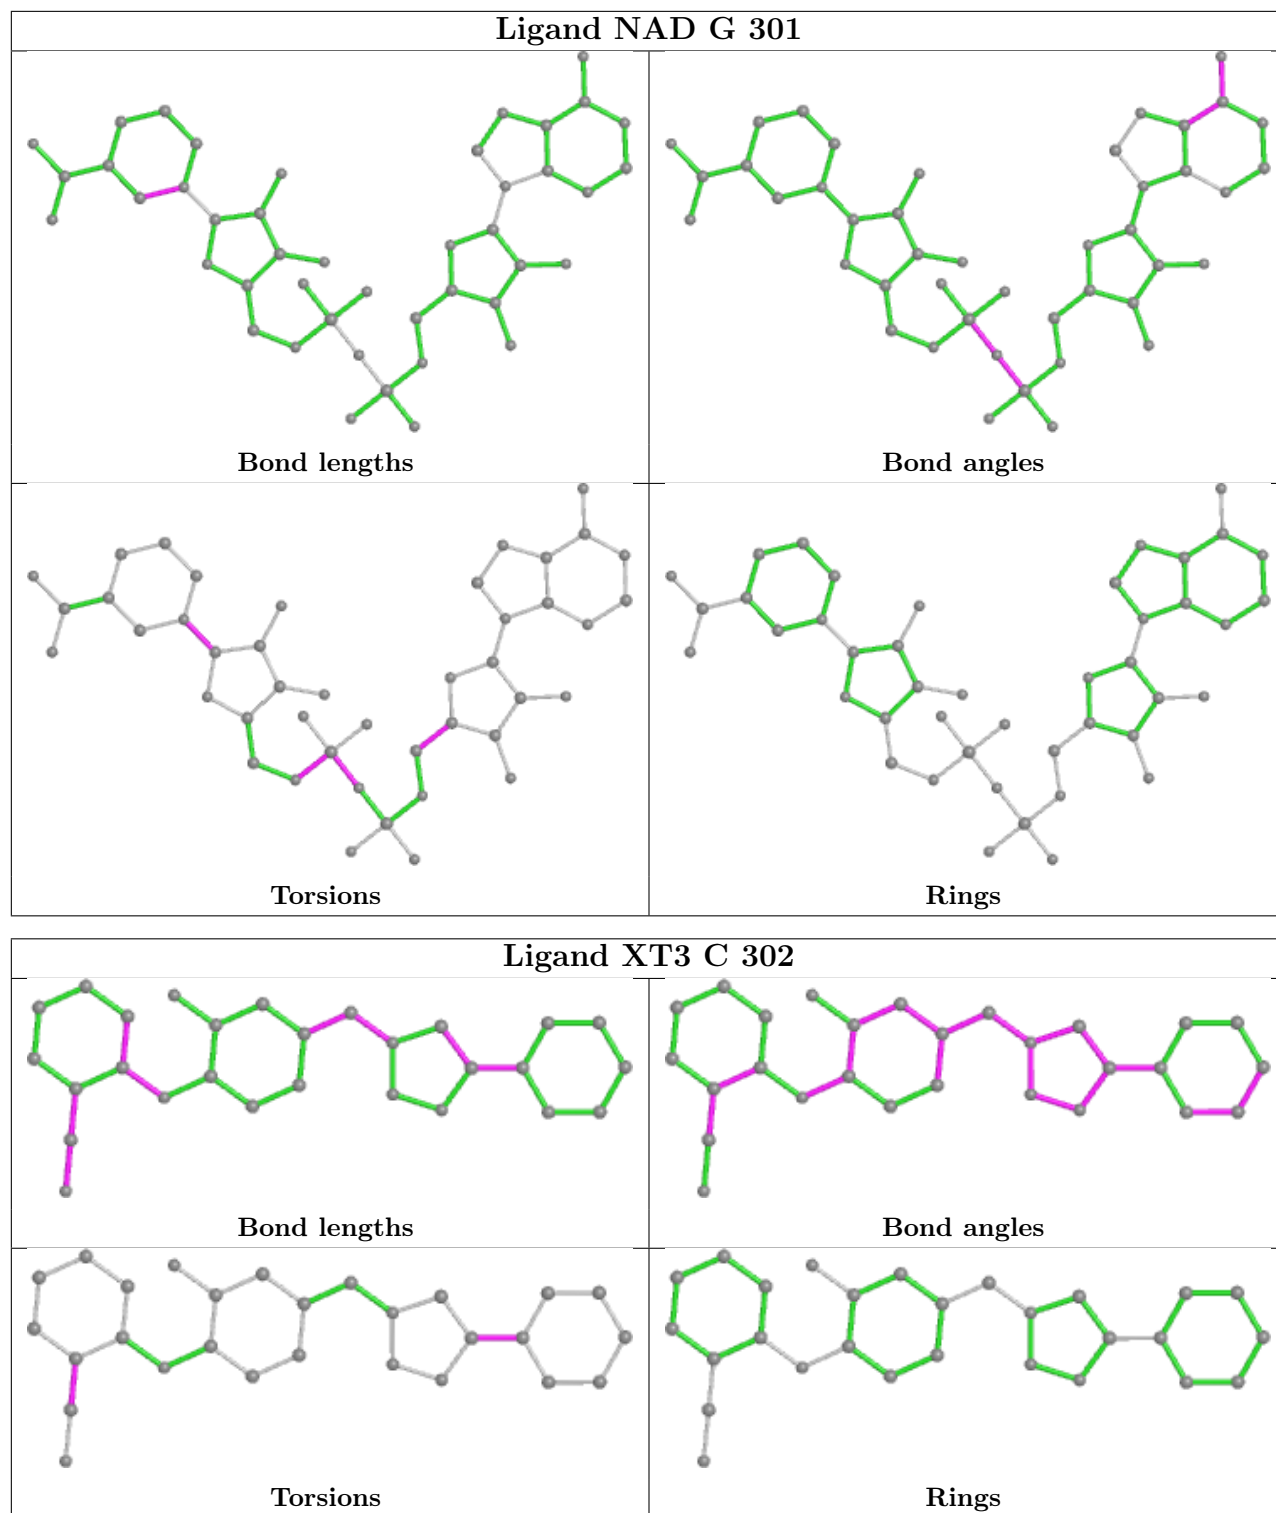 Ligand NAD G 301
Bond lengths
Bond angles
Torsions
Rings
Ligand XT3 C 302
Bond lengths
Bond angles
Torsions
Rings